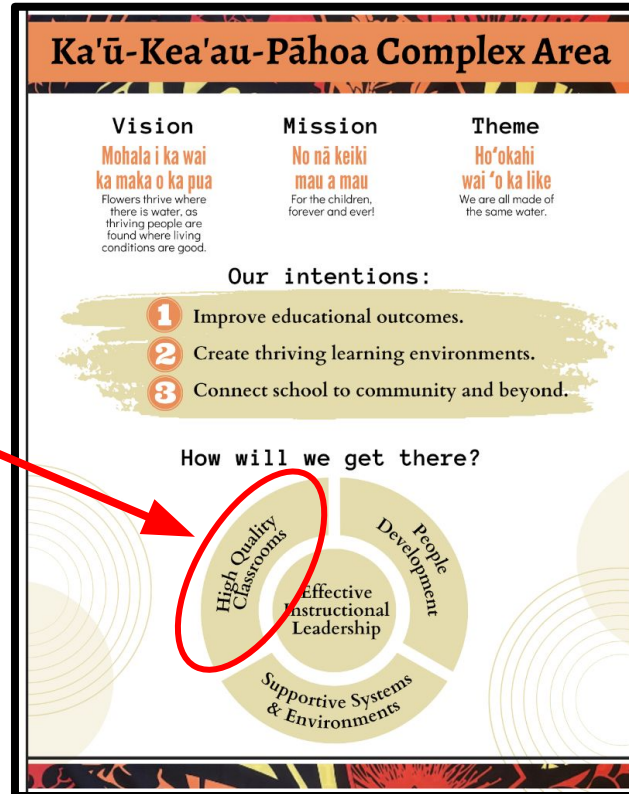 Ka'ū-Kea'au-Pāhoa Complex Area
Vision
Mohala i ka wai
ka maka o ka pua
Flowers thrive where
there is water, as
thriving people are
found where living
conditions are good.
Mission
No nā keiki
mau a mau
For the children,
forever and ever!
Theme
Hoʻokahi
wai ʻo ka like
We are all made of
the same water.
Our intentions:
1 Improve educational outcomes.
2 Create thriving learning environments.
3 Connect school to community and beyond.
How will we get there?
High Quality
Classrooms
People
Development
Effective
Instructional
Leadership
Supportive Systems
& Environments